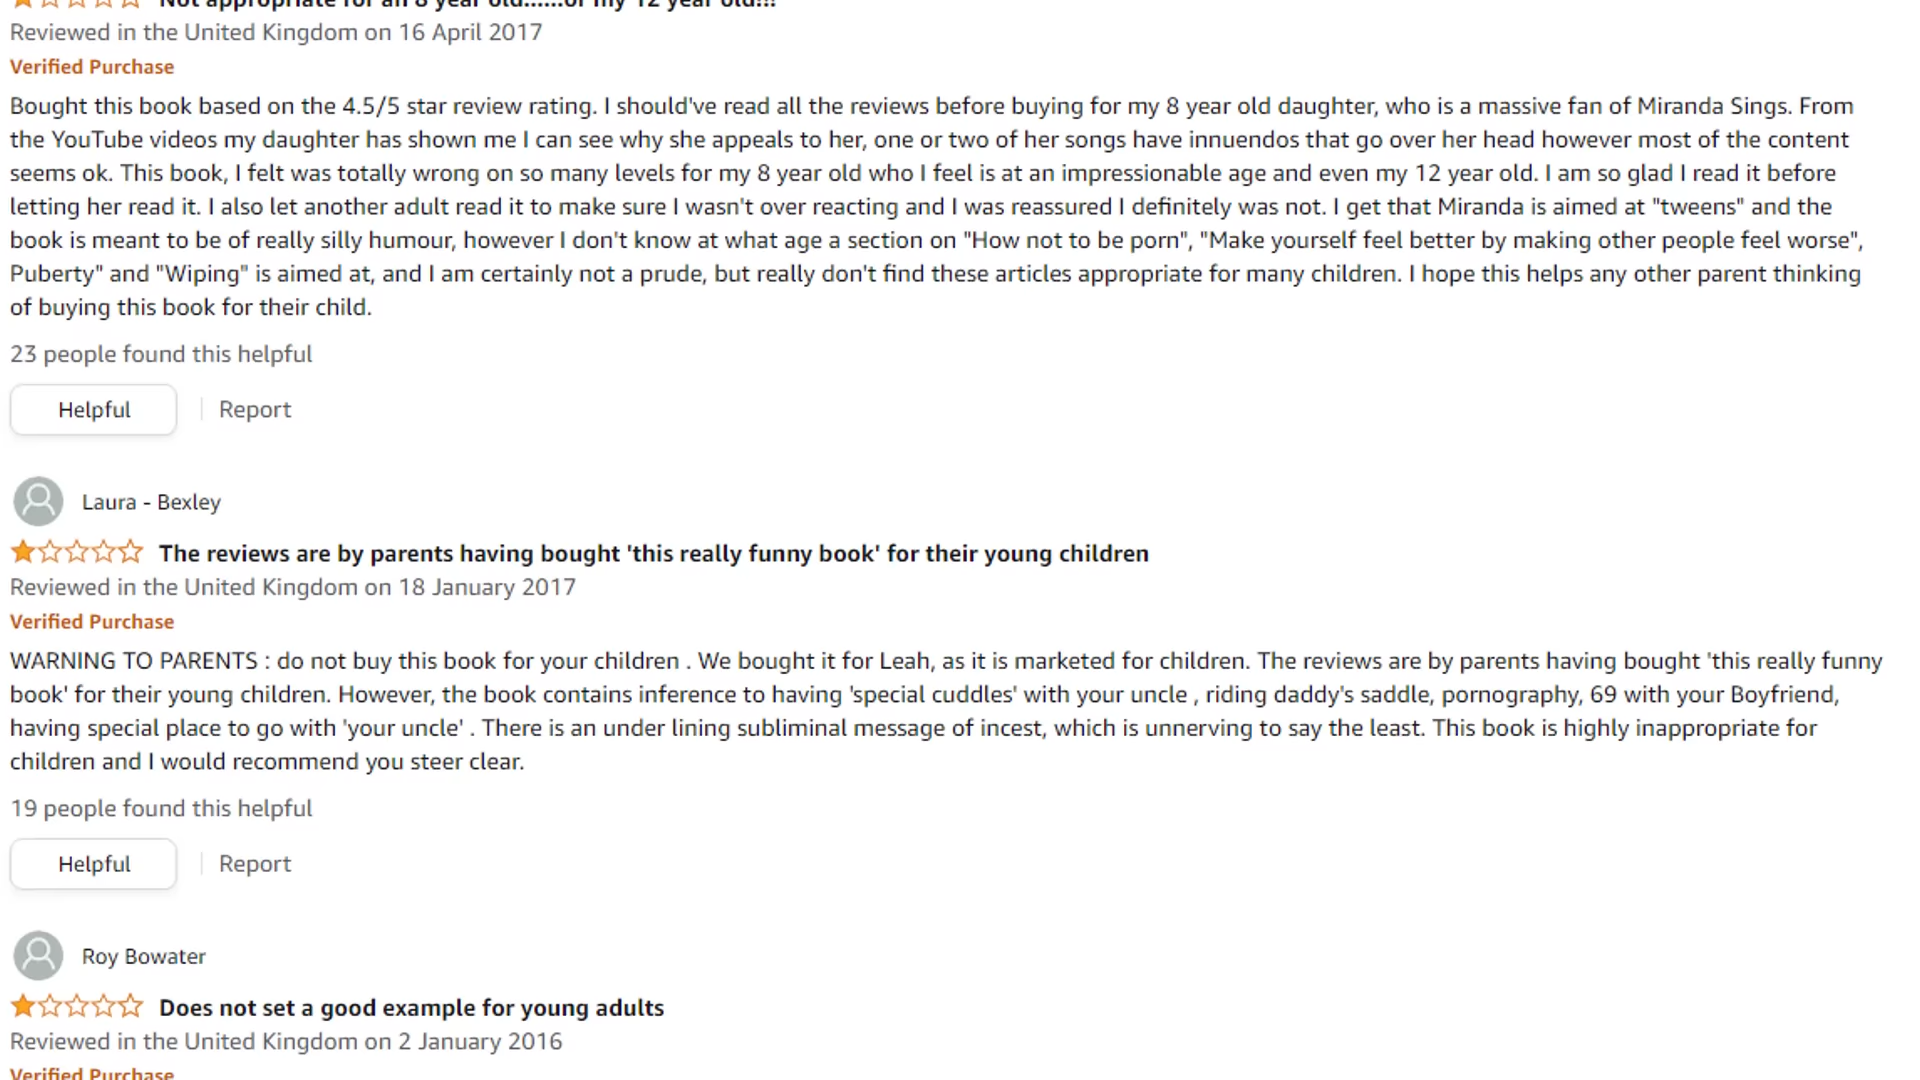 Not appropriate for an 8 year old......or my 12 year old!!!
Reviewed in the United Kingdom on 16 April 2017
Verified Purchase
Bought this book based on the 4.5/5 star review rating. I should've read all the reviews before buying for my 8 year old daughter, who is a massive fan of Miranda Sings. From
the YouTube videos my daughter has shown me I can see why she appeals to her, one or two of her songs have innuendos that go over her head however most of the content
seems ok. This book, I felt was totally wrong on so many levels for my 8 year old who I feel is at an impressionable age and even my 12 year old. I am so glad I read it before
letting her read it. I also let another adult read it to make sure I wasn't over reacting and I was reassured I definitely was not. I get that Miranda is aimed at "tweens" and the
book is meant to be of really silly humour, however I don't know at what age a section on "How not to be porn", "Make yourself feel better by making other people feel worse",
Puberty" and "Wiping" is aimed at, and I am certainly not a prude, but really don't find these articles appropriate for many children. I hope this helps any other parent thinking
of buying this book for their child.
23 people found this helpful
Helpful
Report
Laura - Bexley
The reviews are by parents having bought 'this really funny book' for their young children
Reviewed in the United Kingdom on 18 January 2017
Verified Purchase
WARNING TO PARENTS : do not buy this book for your children . We bought it for Leah, as it is marketed for children. The reviews are by parents having bought 'this really funny
book' for their young children. However, the book contains inference to having 'special cuddles' with your uncle , riding daddy's saddle, pornography, 69 with your Boyfriend,
having special place to go with 'your uncle' . There is an under lining subliminal message of incest, which is unnerving to say the least. This book is highly inappropriate for
children and I would recommend you steer clear.
19 people found this helpful
Helpful
Report
Roy Bowater
Does not set a good example for young adults
Reviewed in the United Kingdom on 2 January 2016
Verified Purchase